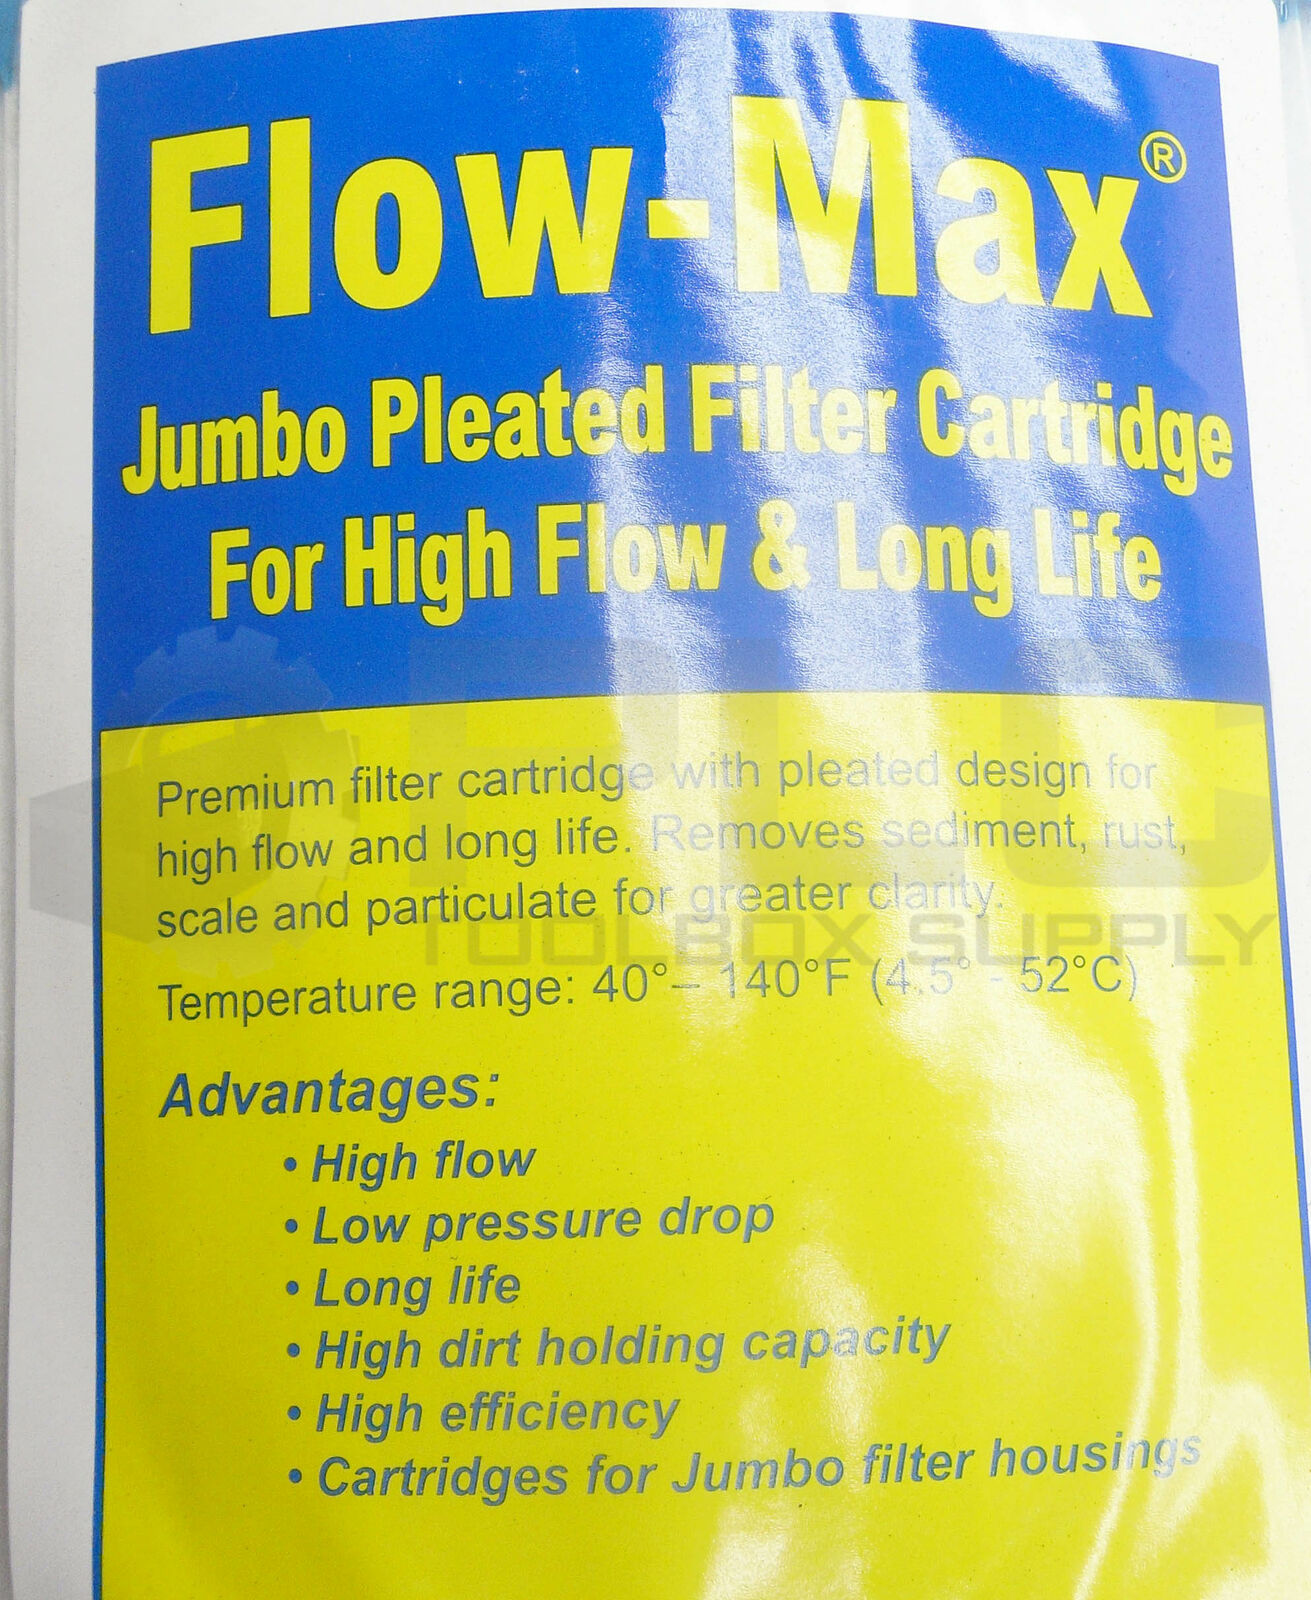 Flow-Max®
Jumbo Pleated Filter Cartridge
For High Flow & Long Life
Premium filter cartridge with pleated design for
high flow and long life. Removes sediment, rust,
scale and particulate for greater clarity.
Temperature range: 40° – 140°F (4.5° - 52°C)
Advantages:
• High flow
• Low pressure drop
• Long life
• High dirt holding capacity
• High efficiency
• Cartridges for Jumbo filter housings
PLC
TOOLBOX SUPPLY